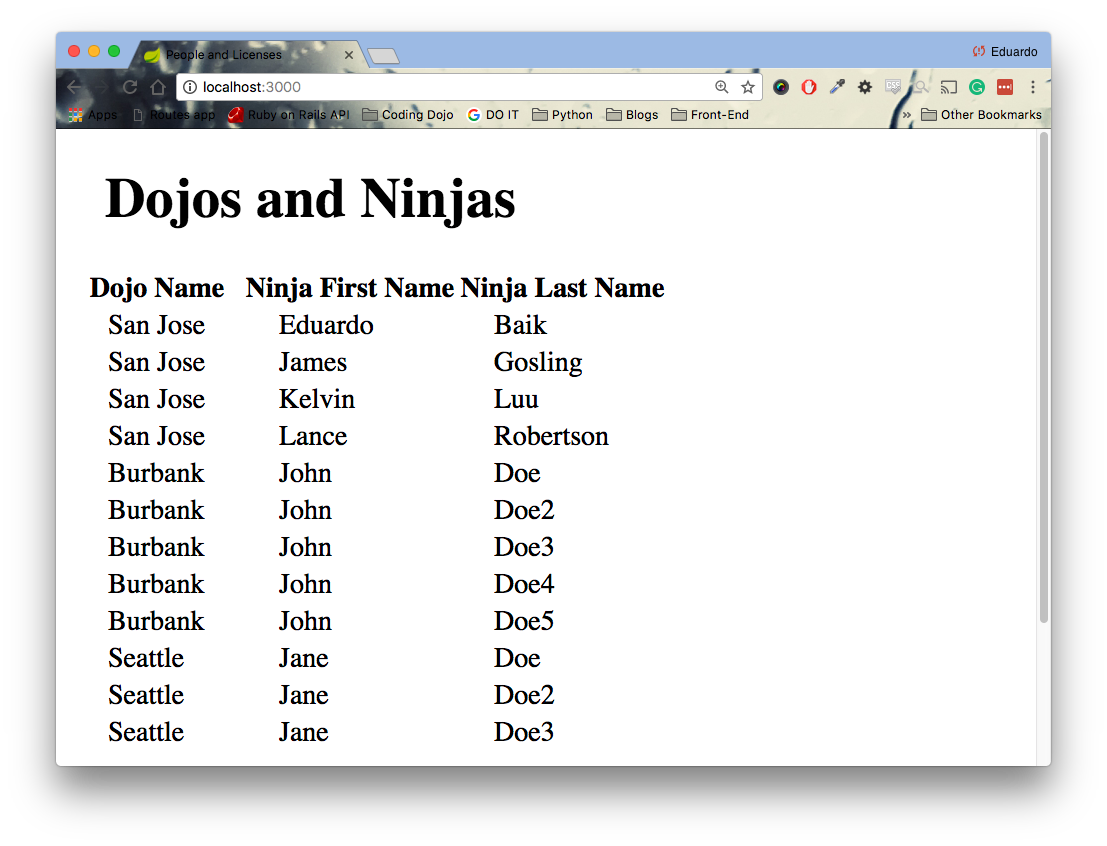 People and Licenses
Eduardo
localhost:3000
Apps Routes app Ruby on Rails API Coding Dojo DO IT Python Blogs Front-End » Other Bookmarks
Dojos and Ninjas
Dojo Name Ninja First Name Ninja Last Name
San Jose Eduardo Baik
San Jose James Gosling
San Jose Kelvin Luu
San Jose Lance Robertson
Burbank John Doe
Burbank John Doe2
Burbank John Doe3
Burbank John Doe4
Burbank John Doe5
Seattle Jane Doe
Seattle Jane Doe2
Seattle Jane Doe3